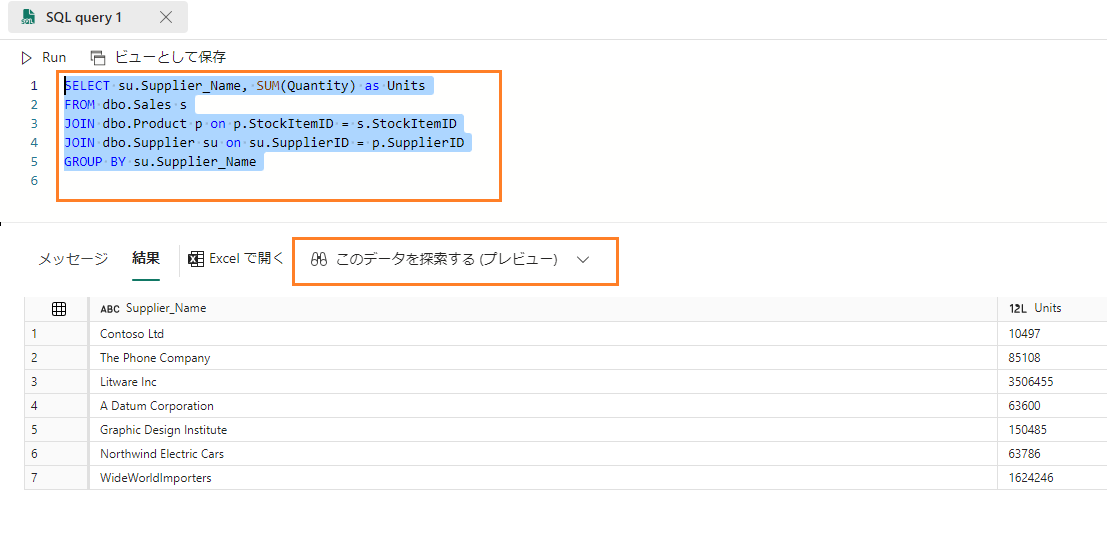 SQL query 1
Run ビューとして保存
1 SELECT su.Supplier_Name, SUM(Quantity) as Units
2 FROM dbo.Sales s
3 JOIN dbo.Product p on p.StockItemID = s.StockItemID
4 JOIN dbo.Supplier su on su.SupplierID = p.SupplierID
5 GROUP BY su.Supplier_Name
6
メッセージ 結果 Excel で開く このデータを探索する (プレビュー)
ABC Supplier_Name 12L Units
1 Contoso Ltd 10497
2 The Phone Company 85108
3 Litware Inc 3506455
4 A Datum Corporation 63600
5 Graphic Design Institute 150485
6 Northwind Electric Cars 63786
7 WideWorldImporters 1624246